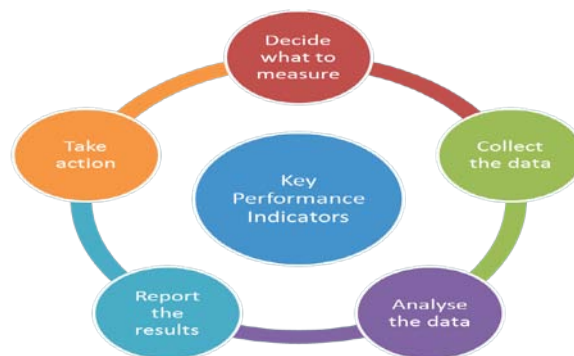 Decide
what to
measure
Collect
the data
Analyse
the data
Report
the
results
Take
action
Key
Performance
Indicators